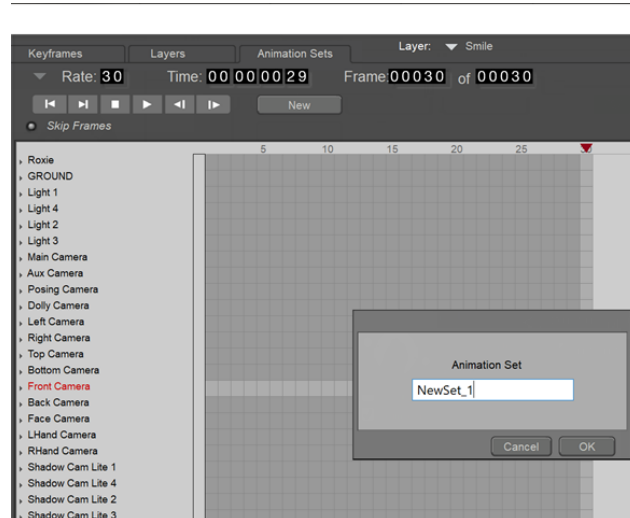 Keyframes Layers Animation Sets Layer: Smile
Rate: 30 Time: 00 00 00 29 Frame: 00030 of 00030
New
Skip Frames
5 10 15 20 25
Roxie
GROUND
Light 1
Light 4
Light 2
Light 3
Main Camera
Aux Camera
Posing Camera
Dolly Camera
Left Camera
Right Camera
Top Camera
Bottom Camera
Front Camera
Back Camera
Face Camera
LHand Camera
RHand Camera
Shadow Cam Lite 1
Shadow Cam Lite 4
Shadow Cam Lite 2
Shadow Cam Lite 3
Animation Set
NewSet_1
Cancel OK